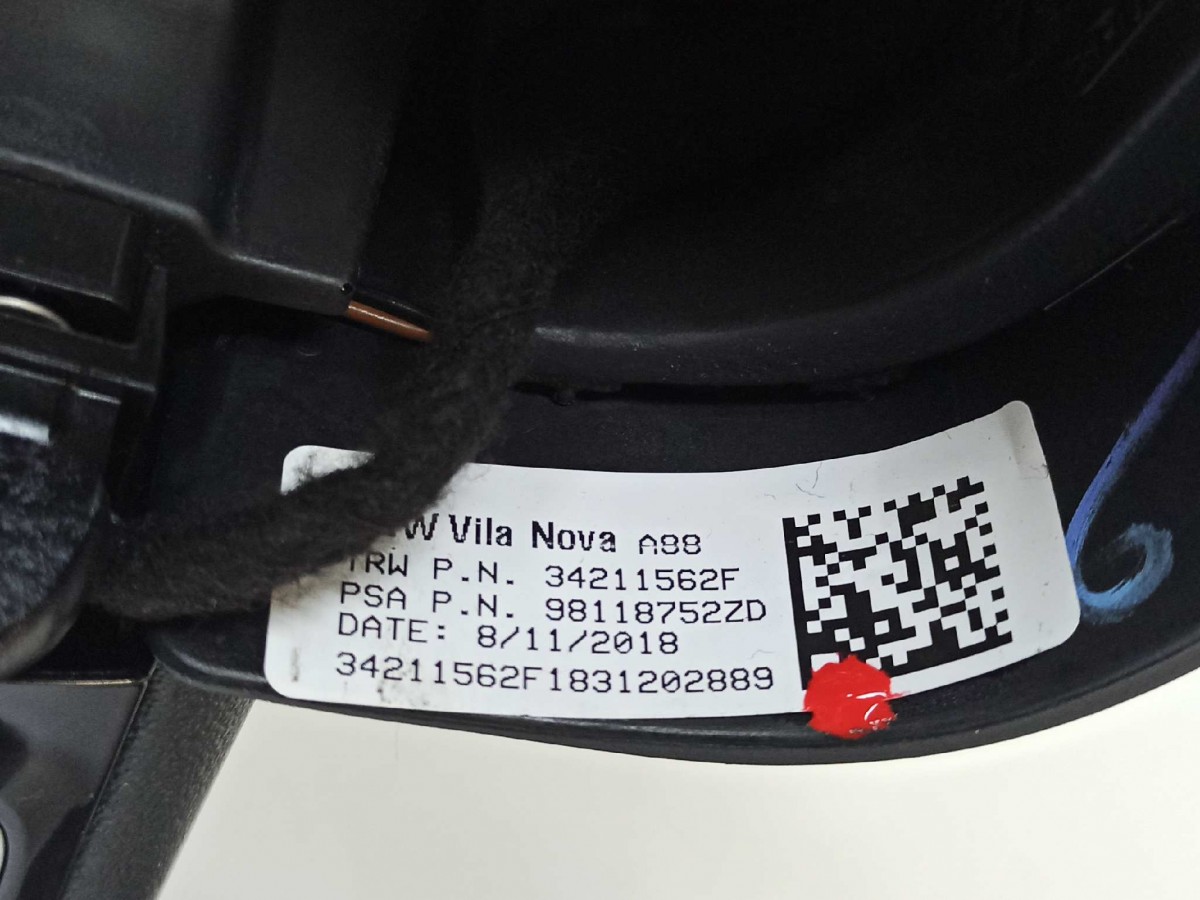 Vila Nova A88
TRW P.N. 34211562F
PSA P.N. 98118752ZD
DATE: 8/11/2018
34211562F1831202889